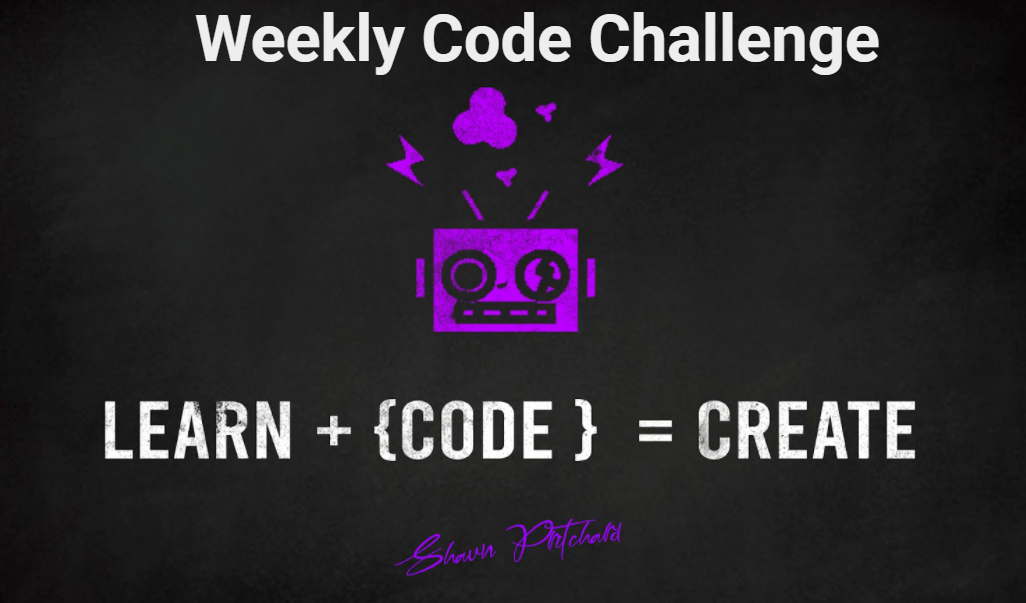 Weekly Code Challenge
LEARN + {CODE } = CREATE
Shawn Pritchard